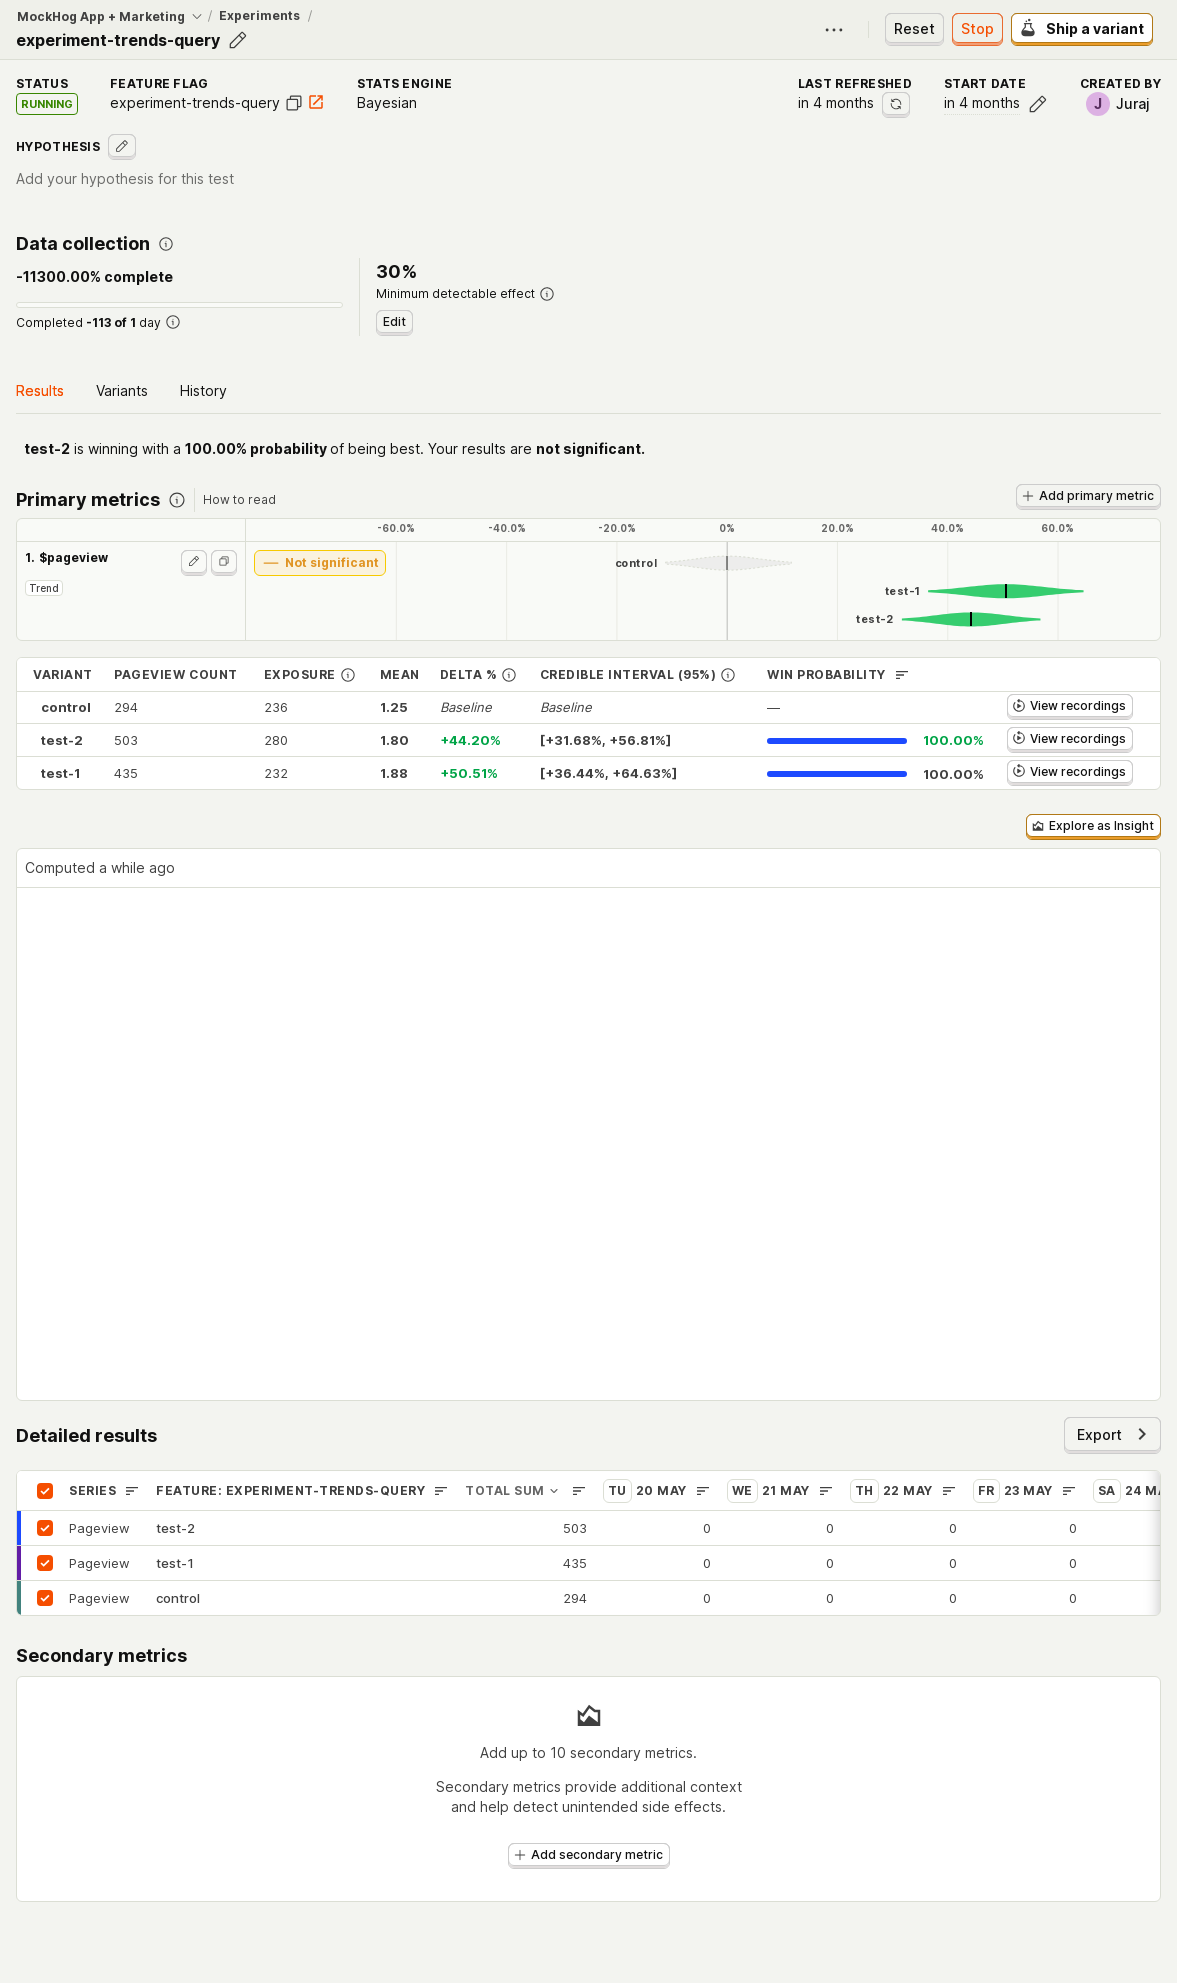 MockHog App + Marketing / Experiments /
experiment-trends-query
Reset
Stop
Ship a variant
STATUS
RUNNING
FEATURE FLAG
experiment-trends-query
STATS ENGINE
Bayesian
LAST REFRESHED
in 4 months
START DATE
in 4 months
CREATED BY
J Juraj
HYPOTHESIS
Add your hypothesis for this test
Data collection
-11300.00% complete
Completed -113 of 1 day
30%
Minimum detectable effect
Edit
Results Variants History
test-2 is winning with a 100.00% probability of being best. Your results are not significant.
Primary metrics How to read
Add primary metric
-60.0% -40.0% -20.0% 0% 20.0% 40.0% 60.0%
1. $pageview
Trend
Not significant
control
test-1
test-2
VARIANT PAGEVIEW COUNT EXPOSURE MEAN DELTA % CREDIBLE INTERVAL (95%) WIN PROBABILITY
control 294 236 1.25 Baseline Baseline — View recordings
test-2 503 280 1.80 +44.20% [+31.68%, +56.81%] 100.00% View recordings
test-1 435 232 1.88 +50.51% [+36.44%, +64.63%] 100.00% View recordings
Explore as Insight
Computed a while ago
Detailed results
Export
SERIES FEATURE: EXPERIMENT-TRENDS-QUERY TOTAL SUM TU 20 MAY WE 21 MAY TH 22 MAY FR 23 MAY SA 24 MA
Pageview test-2 503 0 0 0 0
Pageview test-1 435 0 0 0 0
Pageview control 294 0 0 0 0
Secondary metrics
Add up to 10 secondary metrics.
Secondary metrics provide additional context
and help detect unintended side effects.
Add secondary metric